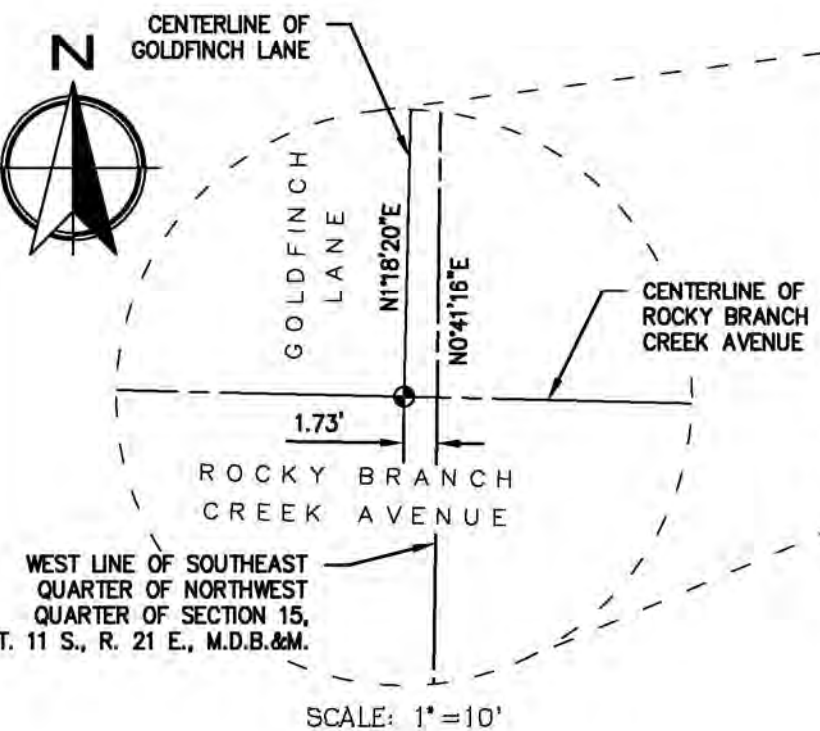 CENTERLINE OF
GOLDFINCH LANE
N
GOLDFINCH
LANE
N1°18'20"E
N0°41'16"E
CENTERLINE OF
ROCKY BRANCH
CREEK AVENUE
1.73'
ROCKY BRANCH
CREEK AVENUE
WEST LINE OF SOUTHEAST
QUARTER OF NORTHWEST
QUARTER OF SECTION 15,
T. 11 S., R. 21 E., M.D.B.&M.
SCALE: 1"=10'